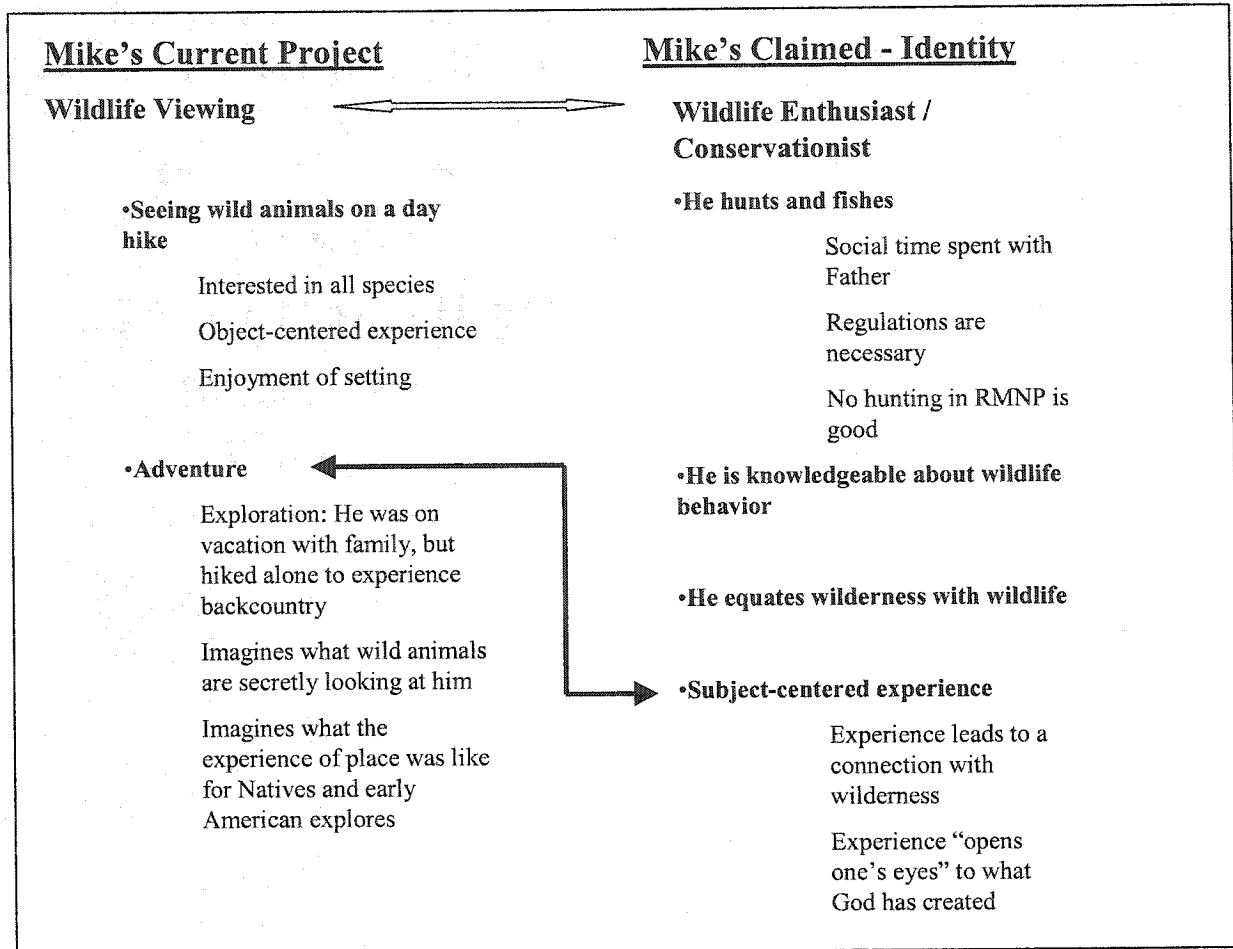 Mike's Current Project
Wildlife Viewing
•Seeing wild animals on a day
hike
Interested in all species
Object-centered experience
Enjoyment of setting
•Adventure
Exploration: He was on
vacation with family, but
hiked alone to experience
backcountry
Imagines what wild animals
are secretly looking at him
Imagines what the
experience of place was like
for Natives and early
American explores
Mike's Claimed - Identity
Wildlife Enthusiast /
Conservationist
•He hunts and fishes
Social time spent with
Father
Regulations are
necessary
No hunting in RMNP is
good
•He is knowledgeable about wildlife
behavior
•He equates wilderness with wildlife
•Subject-centered experience
Experience leads to a
connection with
wilderness
Experience "opens
one's eyes" to what
God has created